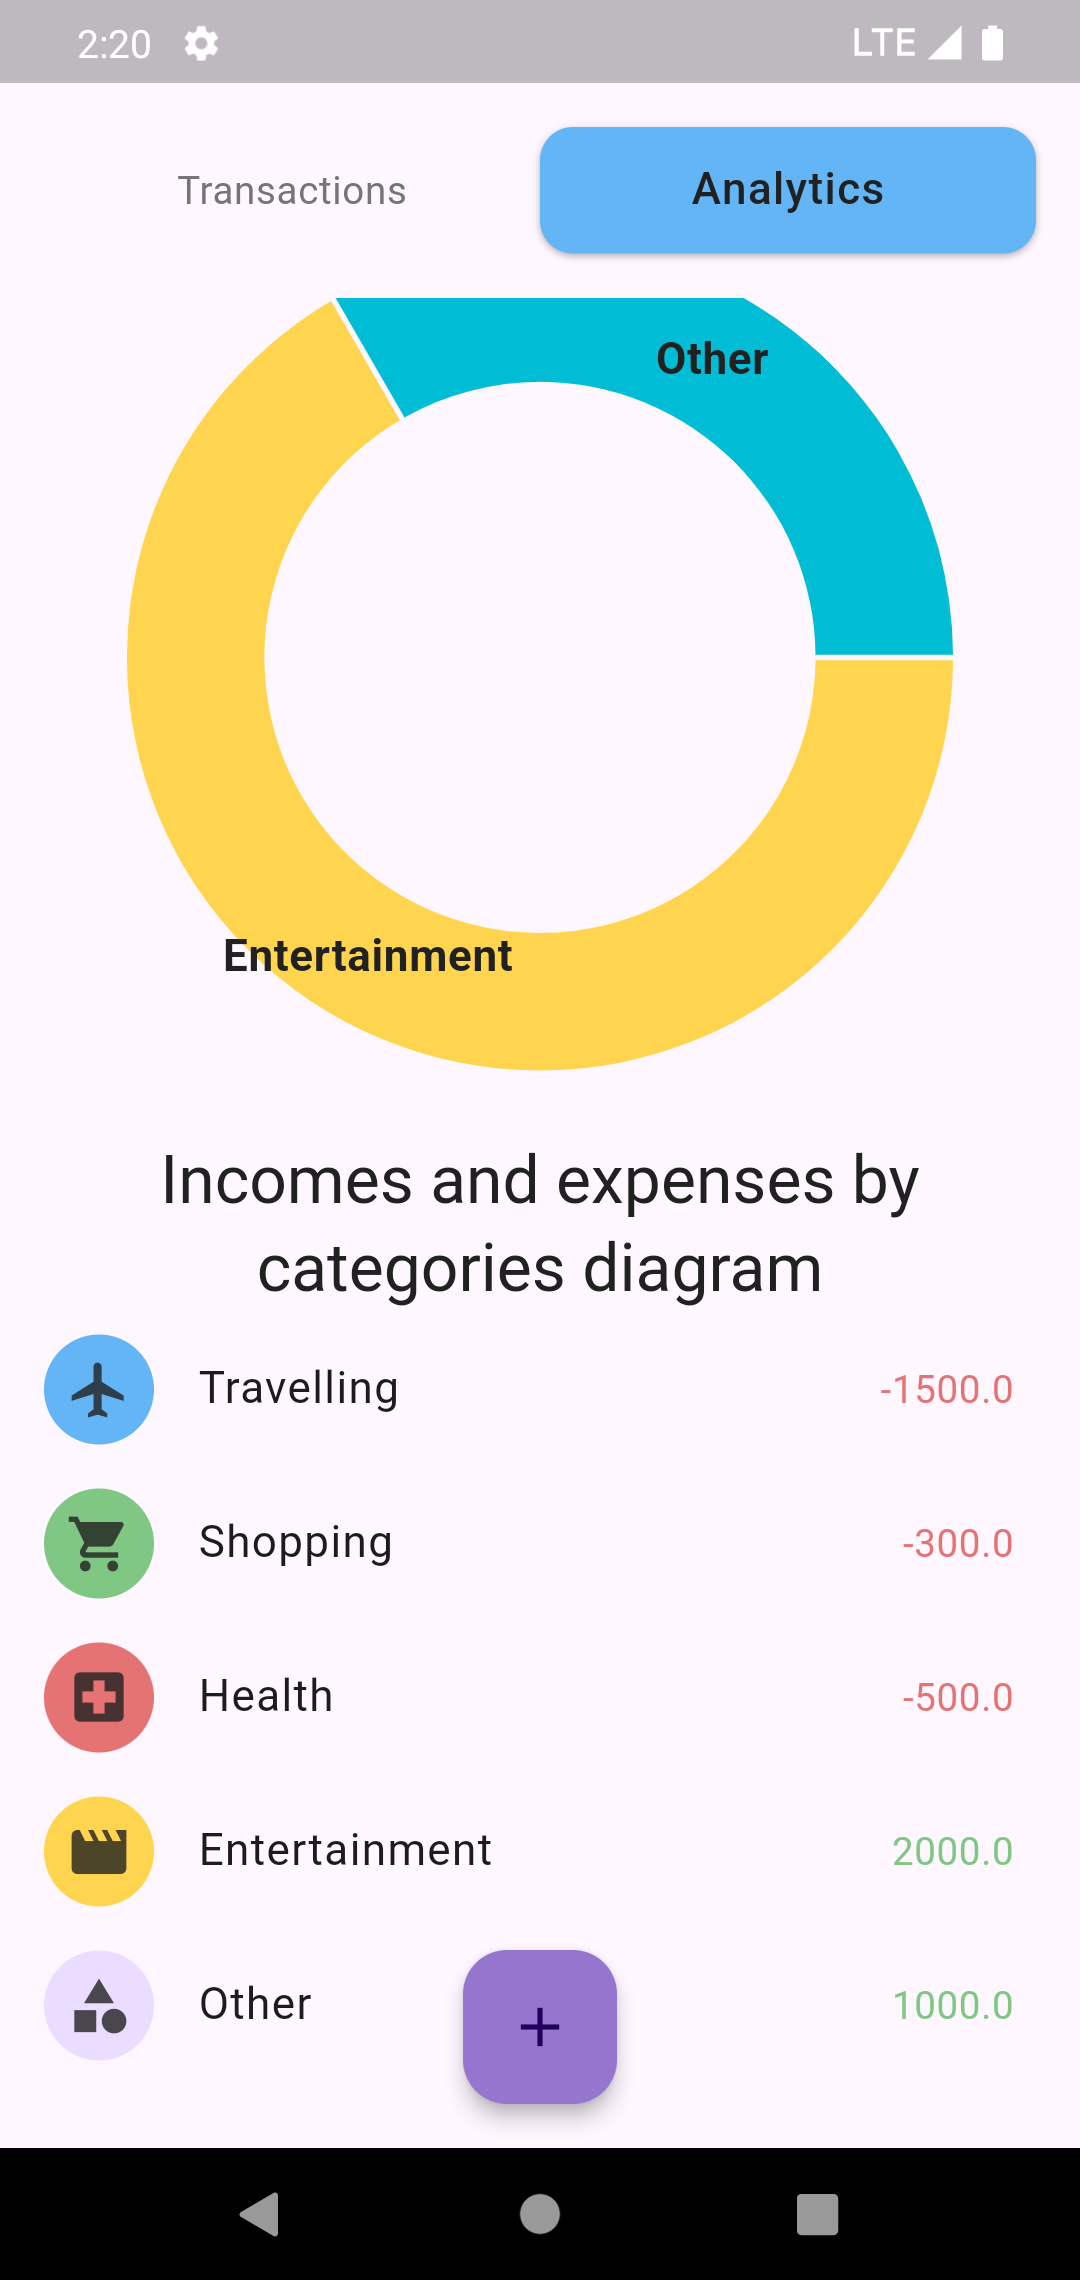 2:20
LTE
Transactions
Analytics
Other
Entertainment
Incomes and expenses by
categories diagram
Travelling
-1500.0
Shopping
-300.0
Health
-500.0
Entertainment
2000.0
Other
1000.0